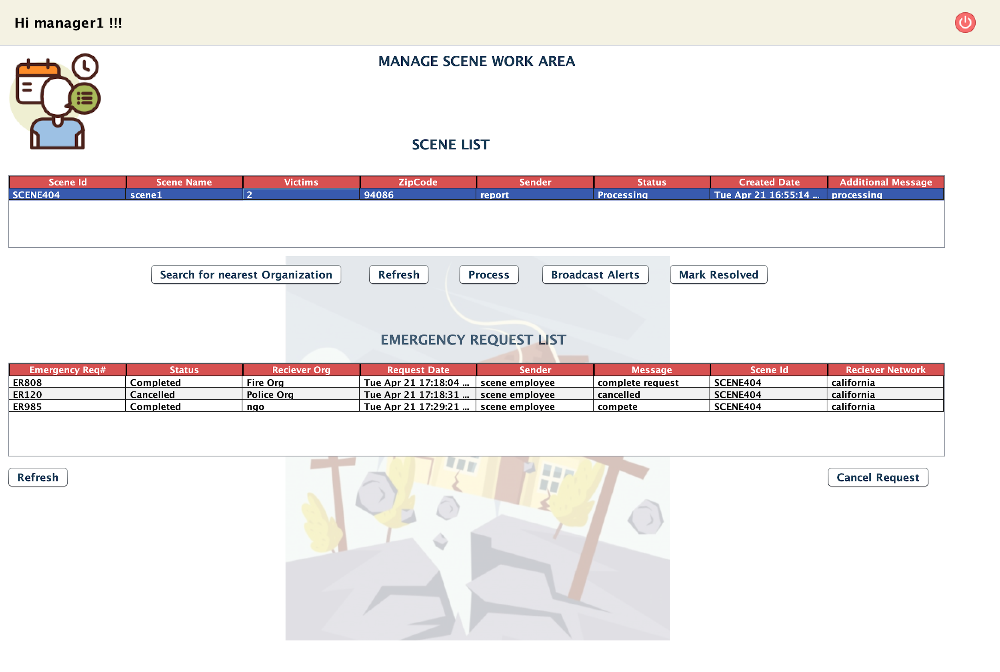 Hi manager1 !!!
MANAGE SCENE WORK AREA
SCENE LIST
Scene Id Scene Name Victims ZipCode Sender Status Created Date Additional Message
SCENE404 scene1 2 94086 report Processing Tue Apr 21 16:55:14 ... processing
Search for nearest Organization Refresh Process Broadcast Alerts Mark Resolved
EMERGENCY REQUEST LIST
Emergency Req# Status Reciever Org Request Date Sender Message Scene Id Reciever Network
ER808 Completed Fire Org Tue Apr 21 17:18:04 ... scene employee complete request SCENE404 california
ER120 Cancelled Police Org Tue Apr 21 17:18:31 ... scene employee cancelled SCENE404 california
ER985 Completed ngo Tue Apr 21 17:29:21 ... scene employee compete SCENE404 california
Refresh Cancel Request